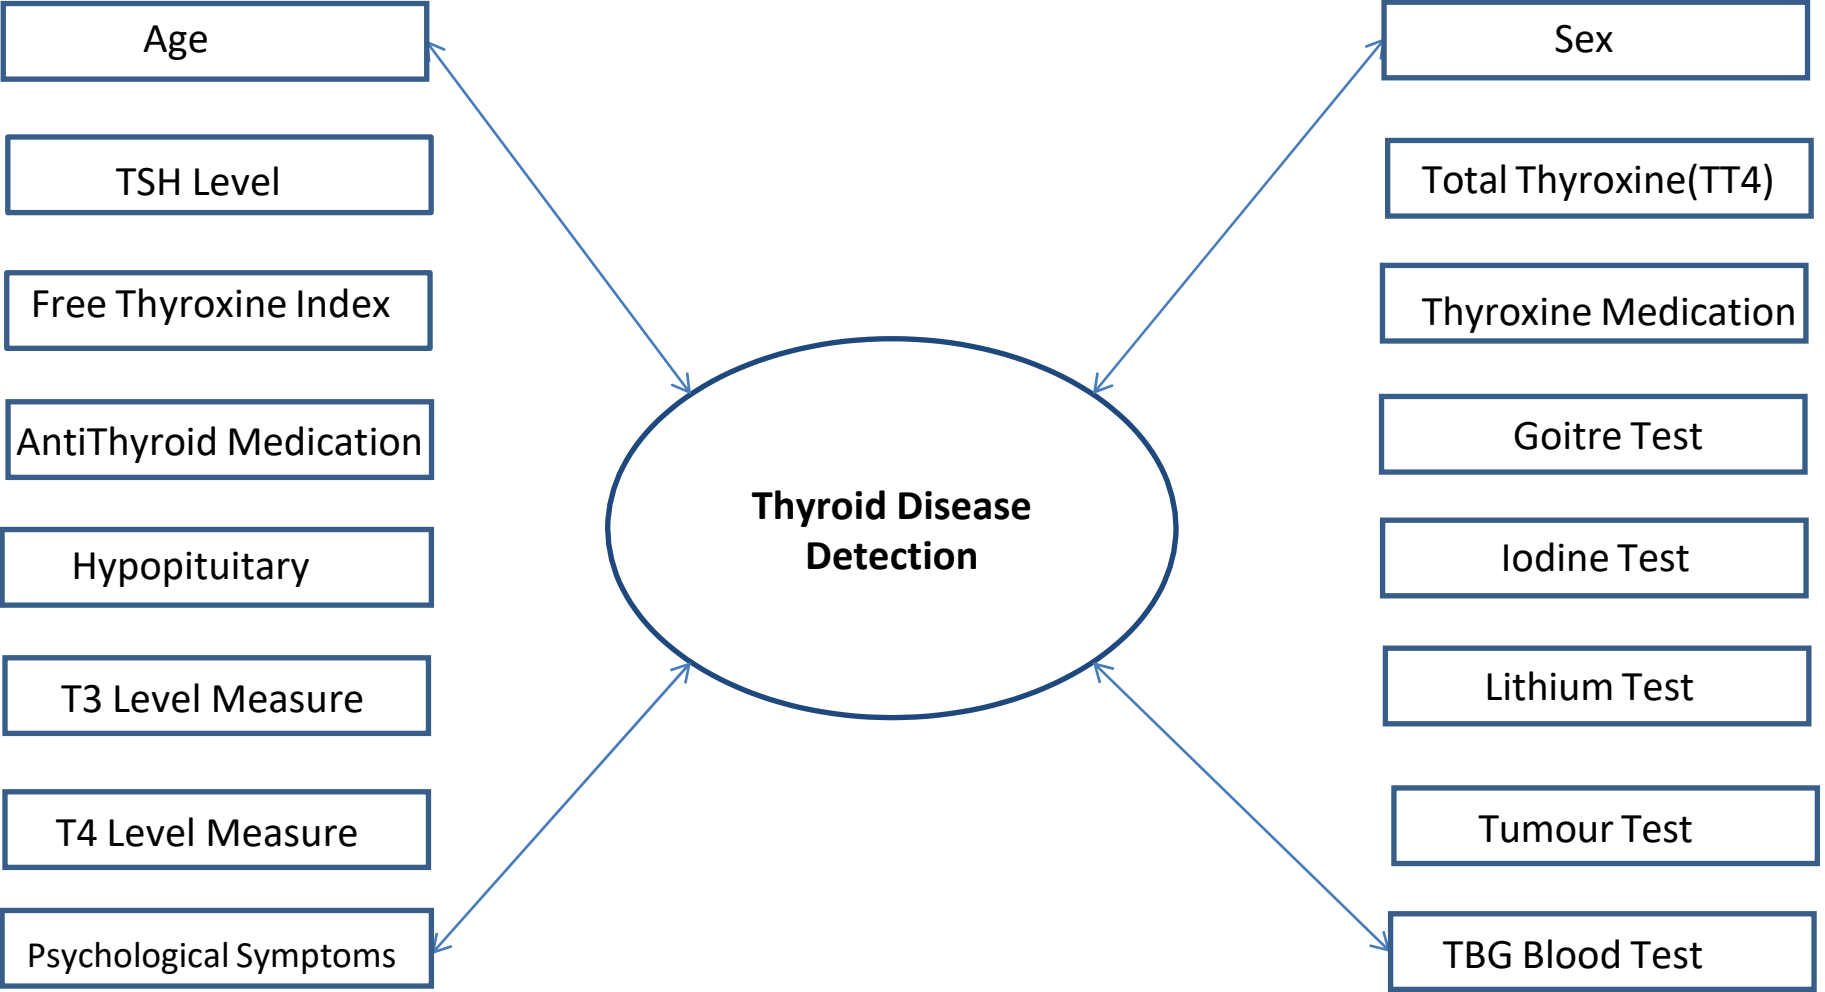 Age
TSH Level
Free Thyroxine Index
AntiThyroid Medication
Hypopituitary
T3 Level Measure
T4 Level Measure
Psychological Symptoms
Thyroid Disease
Detection
Sex
Total Thyroxine(TT4)
Thyroxine Medication
Goitre Test
Iodine Test
Lithium Test
Tumour Test
TBG Blood Test